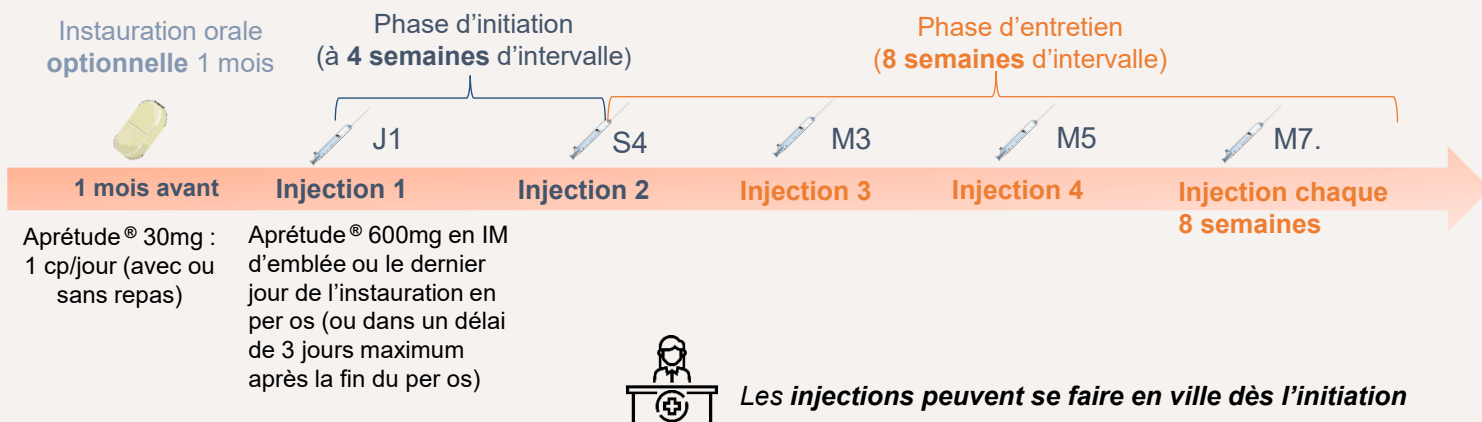 Instauration orale
optionnelle 1 mois
Phase d’initiation
(à 4 semaines d’intervalle)
Phase d’entretien
(8 semaines d’intervalle)
J1
S4
M3
M5
M7.
1 mois avant
Injection 1
Injection 2
Injection 3
Injection 4
Injection chaque
8 semaines
Aprétude® 30mg :
1 cp/jour (avec ou
sans repas)
Aprétude® 600mg en IM
d’emblée ou le dernier
jour de l’instauration en
per os (ou dans un délai
de 3 jours maximum
après la fin du per os)
Les injections peuvent se faire en ville dès l’initiation